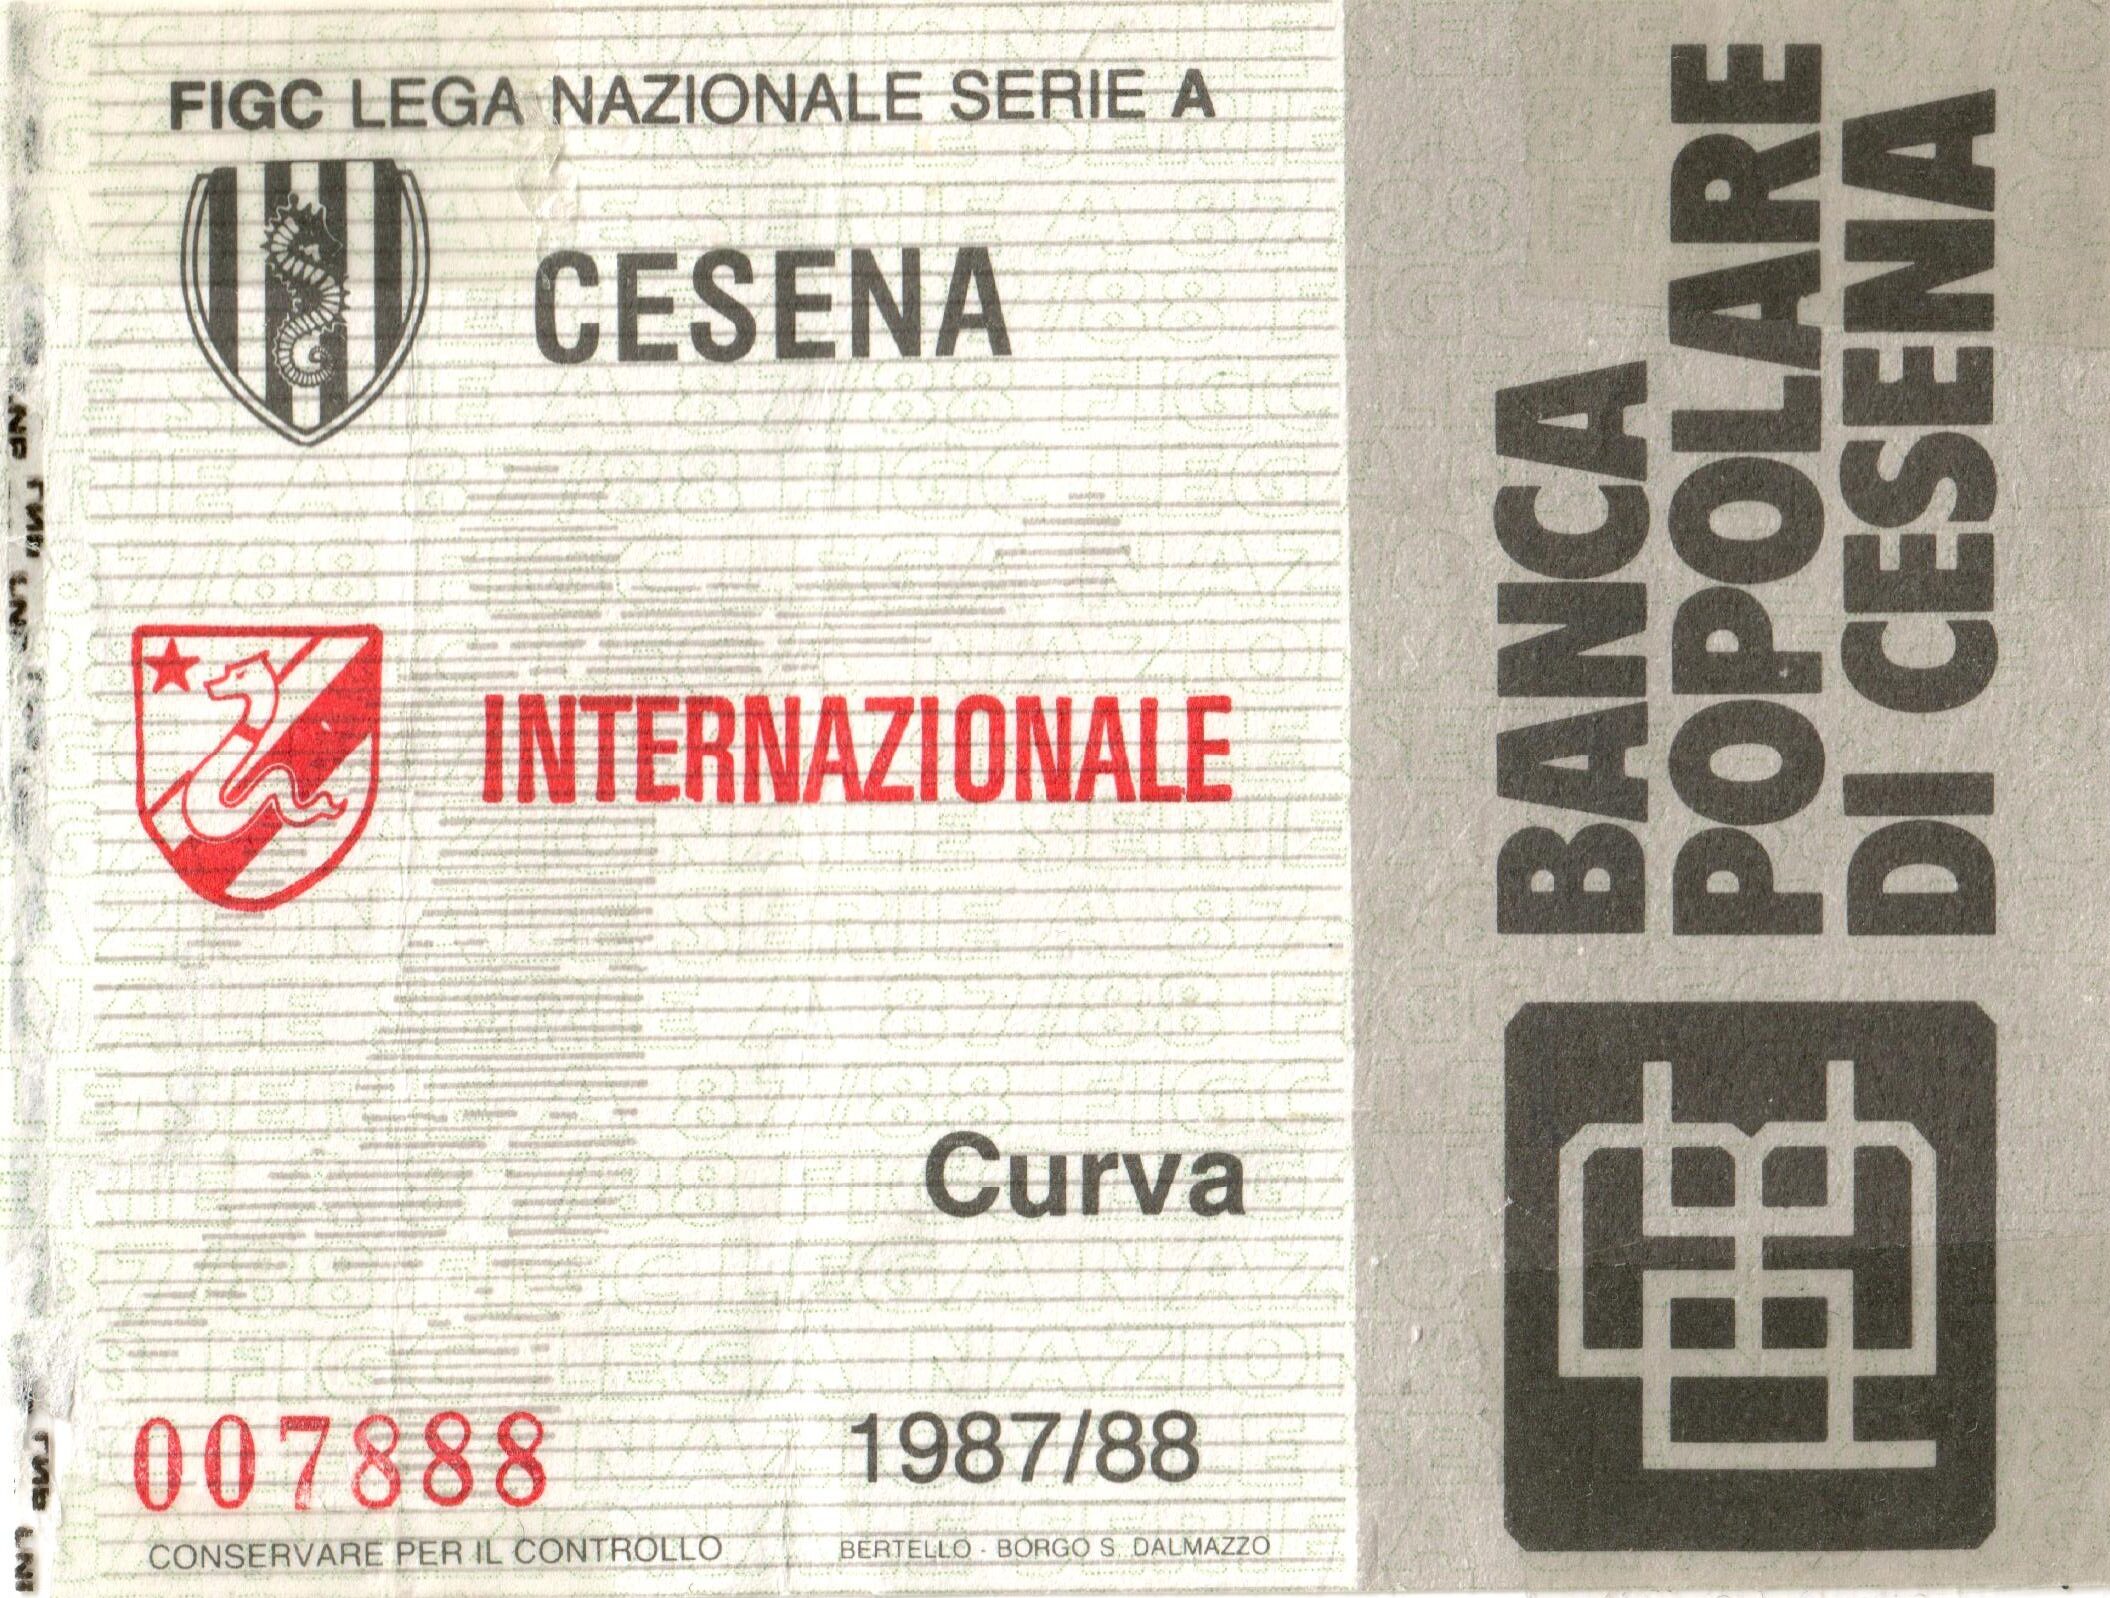 FIGC LEGA NAZIONALE SERIE A
CESENA
INTERNAZIONALE
Curva
007888
1987/88
CONSERVARE PER IL CONTROLLO
BERTELLO - BORGO S. DALMAZZO
BANCA
POPOLARE
DI CESENA